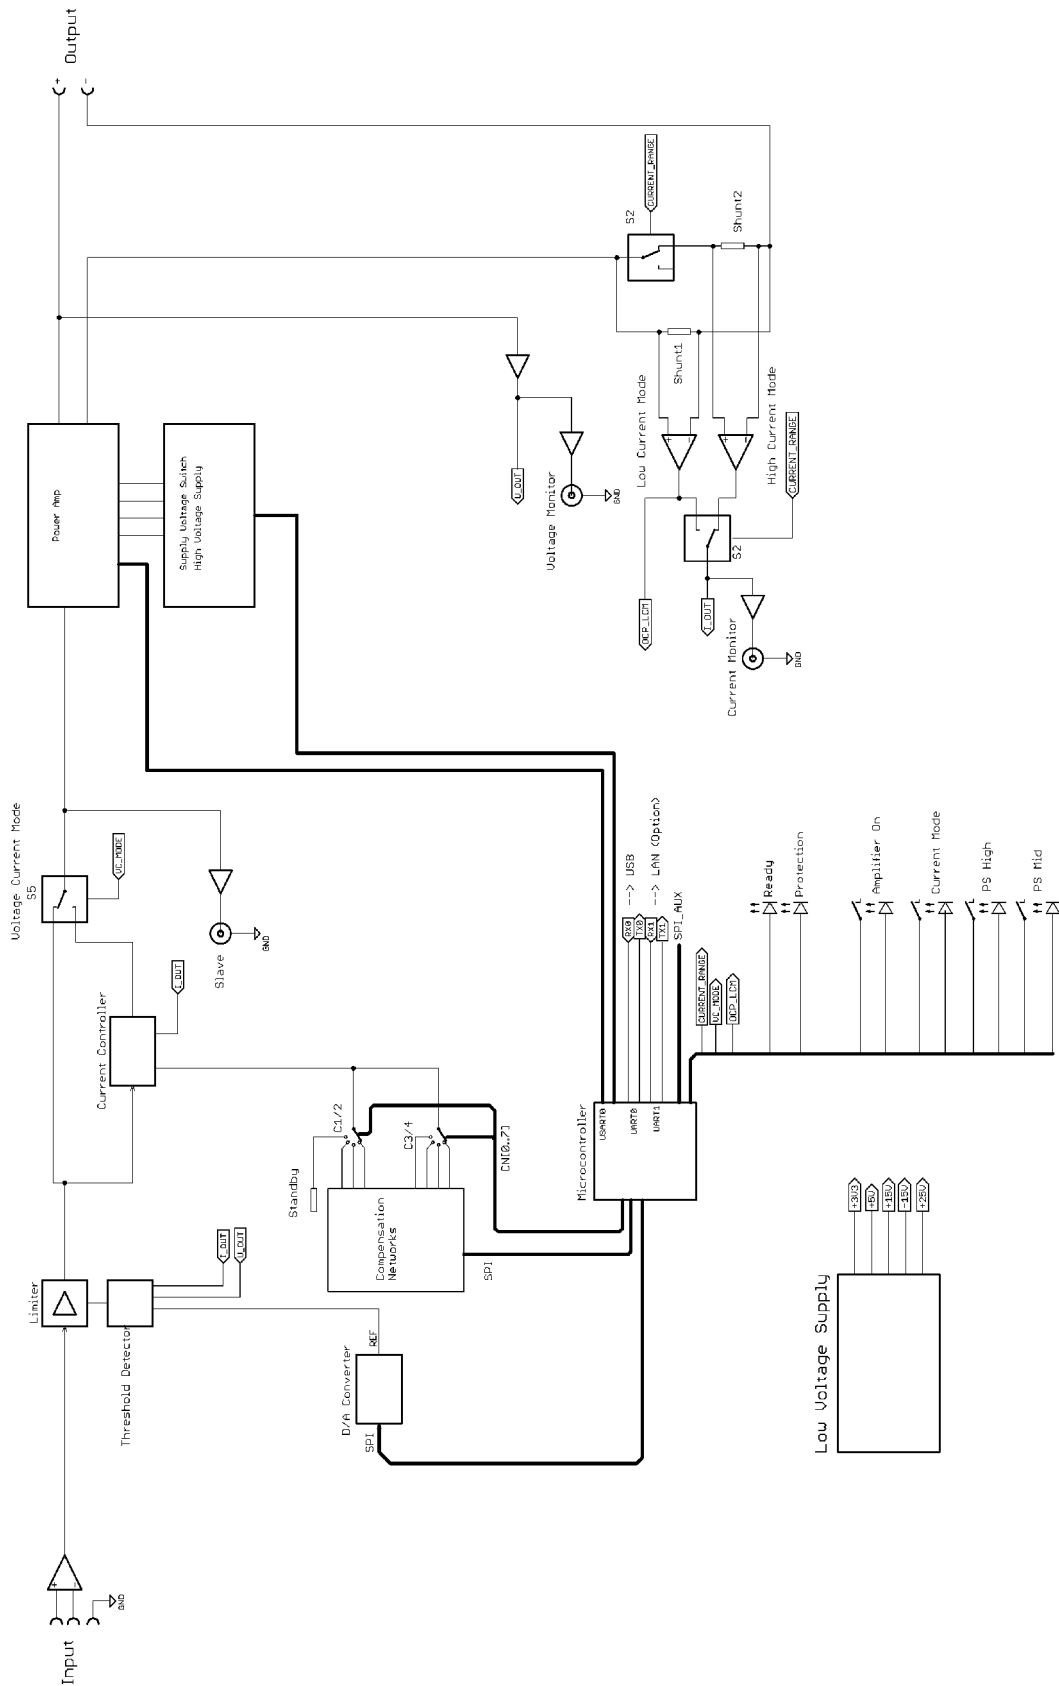 Input
+
-
GND
Limiter
Threshold Detector
I_OUT
U_OUT
REF
D/A Converter
SPI
Current Controller
I_OUT
Voltage Current Mode
S5
VC_MODE
Slave
GND
Standby
C1/2
C3/4
Compensation
Networks
SPI
CN[0..7]
Microcontroller
USART0
UART0
UART1
RX0
TX0
RX1
TX1
--> USB
--> LAN (Option)
SPI_AUX
CURRENT_RANGE
VC_MODE
OCP_LCM
Ready
Protection
Amplifier On
Current Mode
PS High
PS Mid
Low Voltage Supply
+3V3
+5V
+15V
-15V
+25V
Power Amp
Supply Voltage Switch
High Voltage Supply
Output
+
-
U_OUT
Voltage Monitor
GND
S2
CURRENT_RANGE
Shunt1
Shunt2
Low Current Mode
High Current Mode
+
-
+
-
CURRENT_RANGE
S2
OCP_LCM
I_OUT
Current Monitor
GND